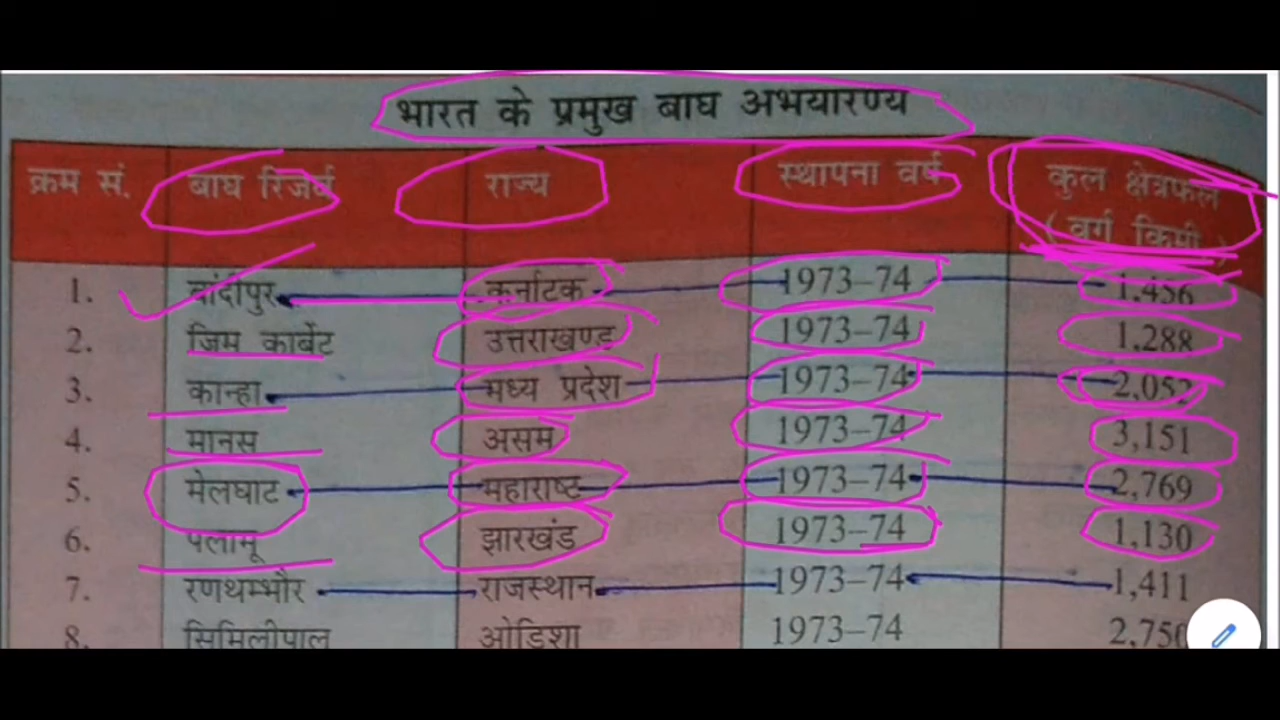 भारत के प्रमुख बाघ अभयारण्य
क्रम सं. बाघ रिजर्व राज्य स्थापना वर्ष कुल क्षेत्रफल
(वर्ग किमी)
1. बांदीपुर कर्नाटक 1973–74 1,456
2. जिम कार्बेट उत्तराखण्ड 1973–74 1,288
3. कान्हा मध्य प्रदेश 1973–74 2,052
4. मानस असम 1973–74 3,151
5. मेलघाट महाराष्ट 1973–74 2,769
6. पलामू झारखंड 1973–74 1,130
7. रणथम्भौर राजस्थान 1973–74 1,411
8. सिमिलीपाल ओडिशा 1973–74 2,750